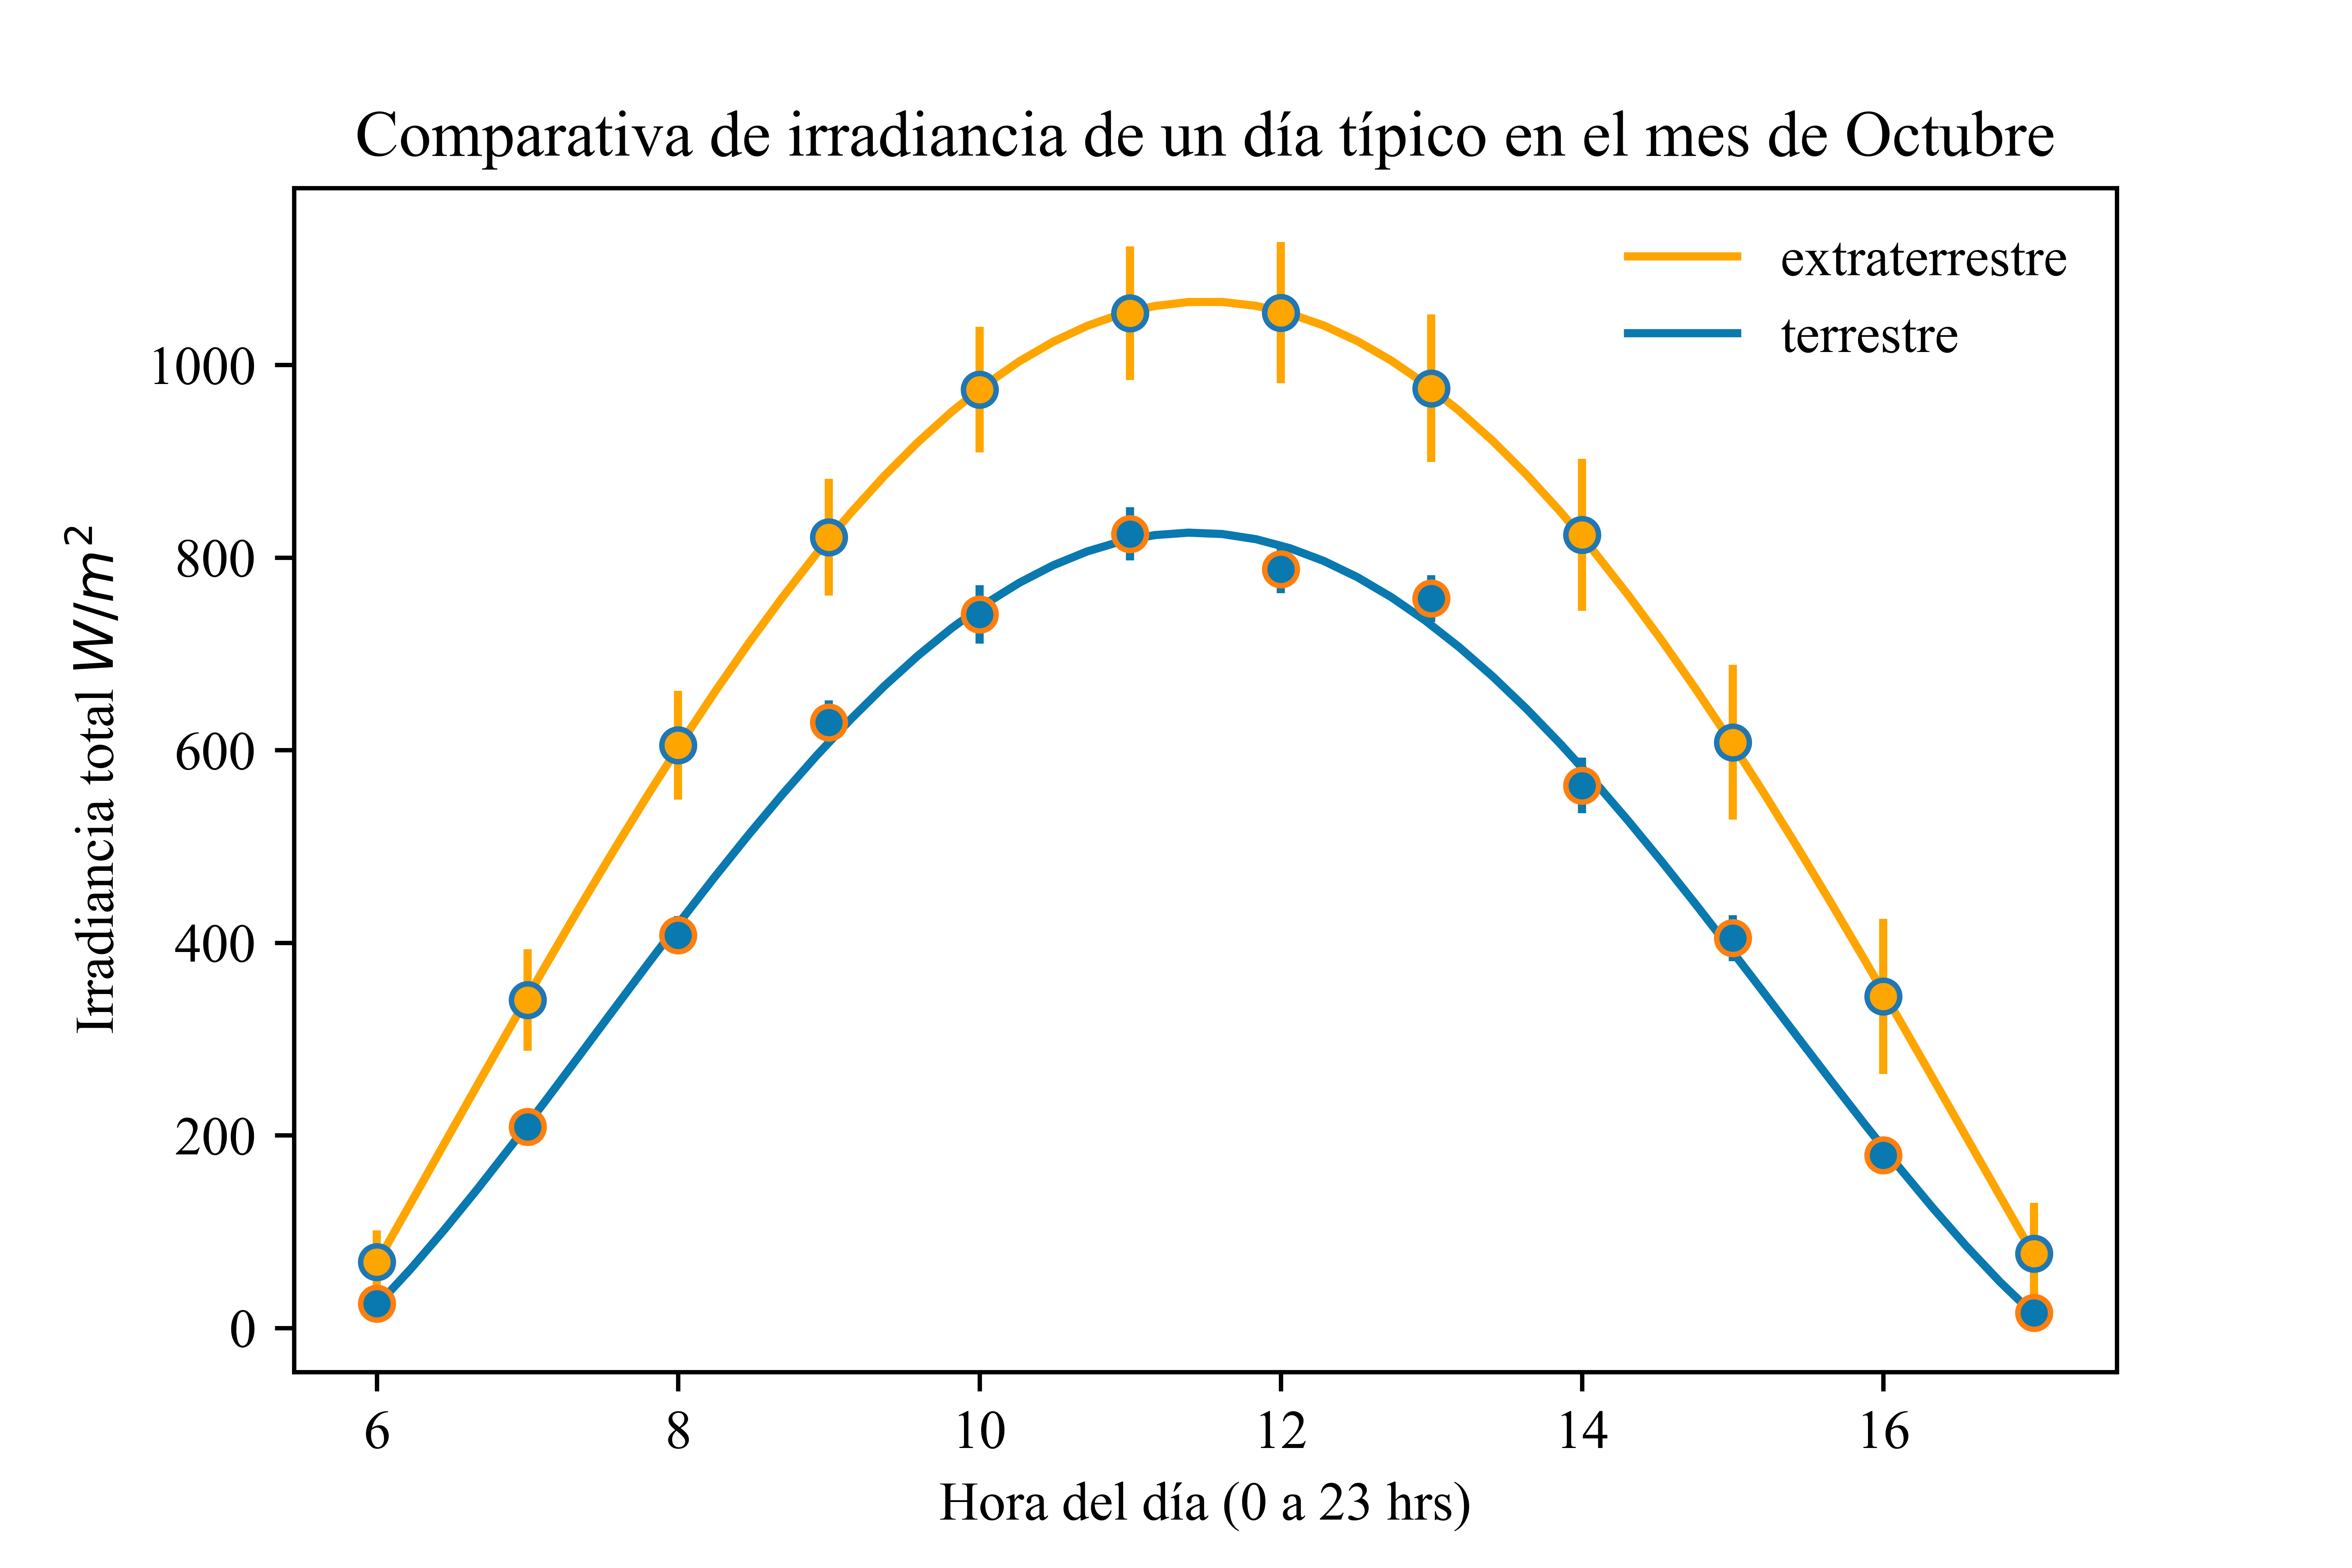 Comparativa de irradiancia de un día típico en el mes de Octubre
extraterrestre
terrestre
Irradiancia total W/m²
1000
800
600
400
200
0
6 8 10 12 14 16
Hora del día (0 a 23 hrs)